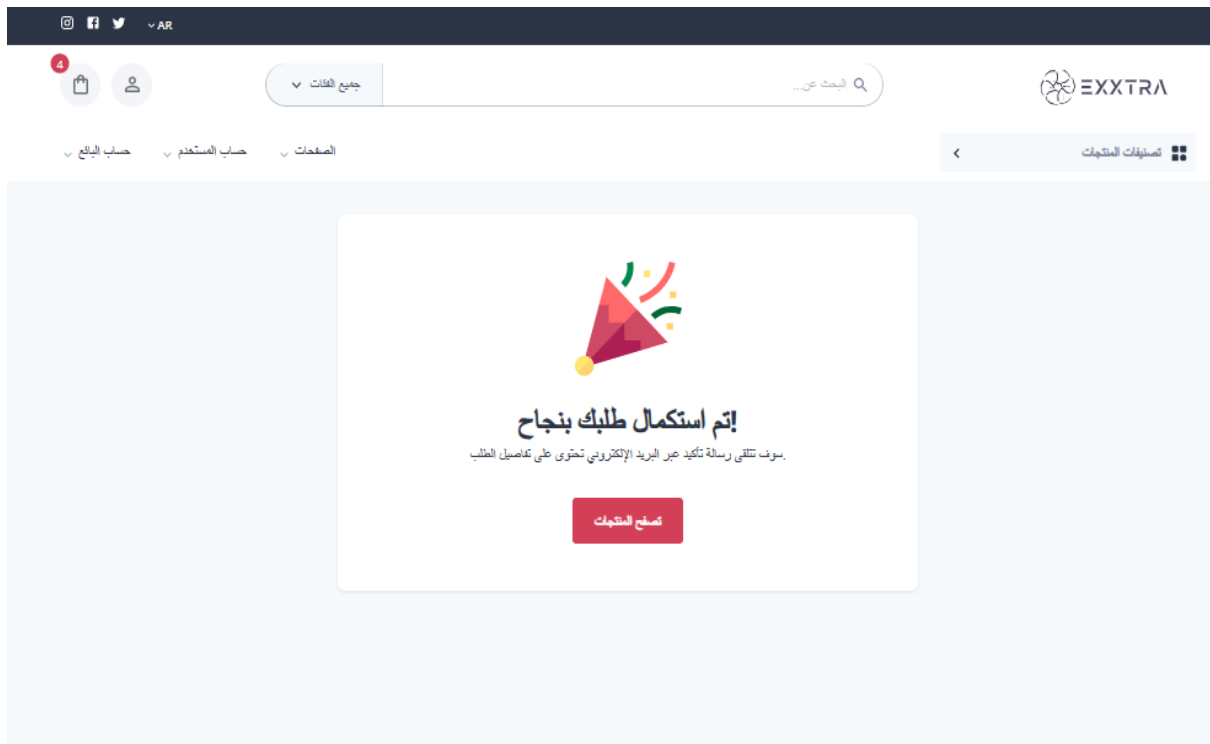 AR
EXXTRA
البحث عن...
جميع الفئات
4
تصنيفات المنتجات
الصفحات
حساب المستخدم
حساب البائع
!تم استكمال طلبك بنجاح
.سوف تتلقى رسالة تأكيد عبر البريد الإلكتروني تحتوى على تفاصيل الطلب
تصفح المنتجات